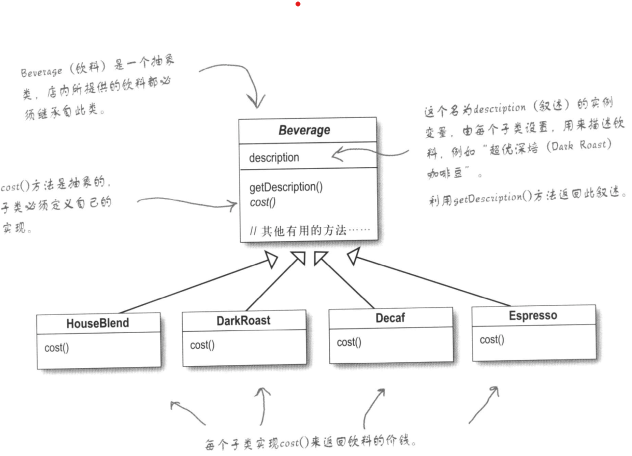 Beverage（饮料）是一个抽象
类，店内所提供的饮料都必
须继承自此类。
Beverage
description
getDescription()
cost()
// 其他有用的方法……
这个名为description（叙述）的实例
变量，由每个子类设置，用来描述饮
料，例如“超优深焙（Dark Roast）
咖啡豆”。
利用getDescription()方法返回此叙述。
cost()方法是抽象的，
子类必须定义自己的
实现。
HouseBlend
cost()
DarkRoast
cost()
Decaf
cost()
Espresso
cost()
每个子类实现cost()来返回饮料的价钱。